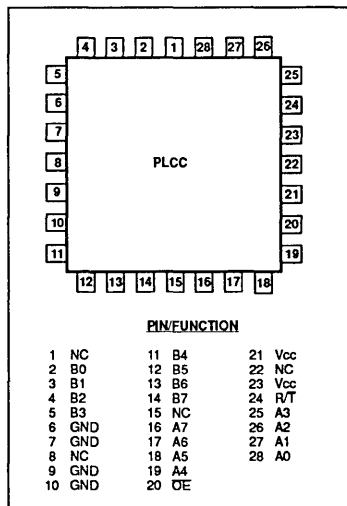 4 3 2 1 28 27 26
5 25
6 24
7 23
8 PLCC 22
9 21
10 20
11 19
12 13 14 15 16 17 18
PIN/FUNCTION
1 NC 11 B4 21 Vcc
2 B0 12 B5 22 NC
3 B1 13 B6 23 Vcc
4 B2 14 B7 24 R/T̅
5 B3 15 NC 25 A3
6 GND 16 A7 26 A2
7 GND 17 A6 27 A1
8 NC 18 A5 28 A0
9 GND 19 A4
10 GND 20 O̅E̅